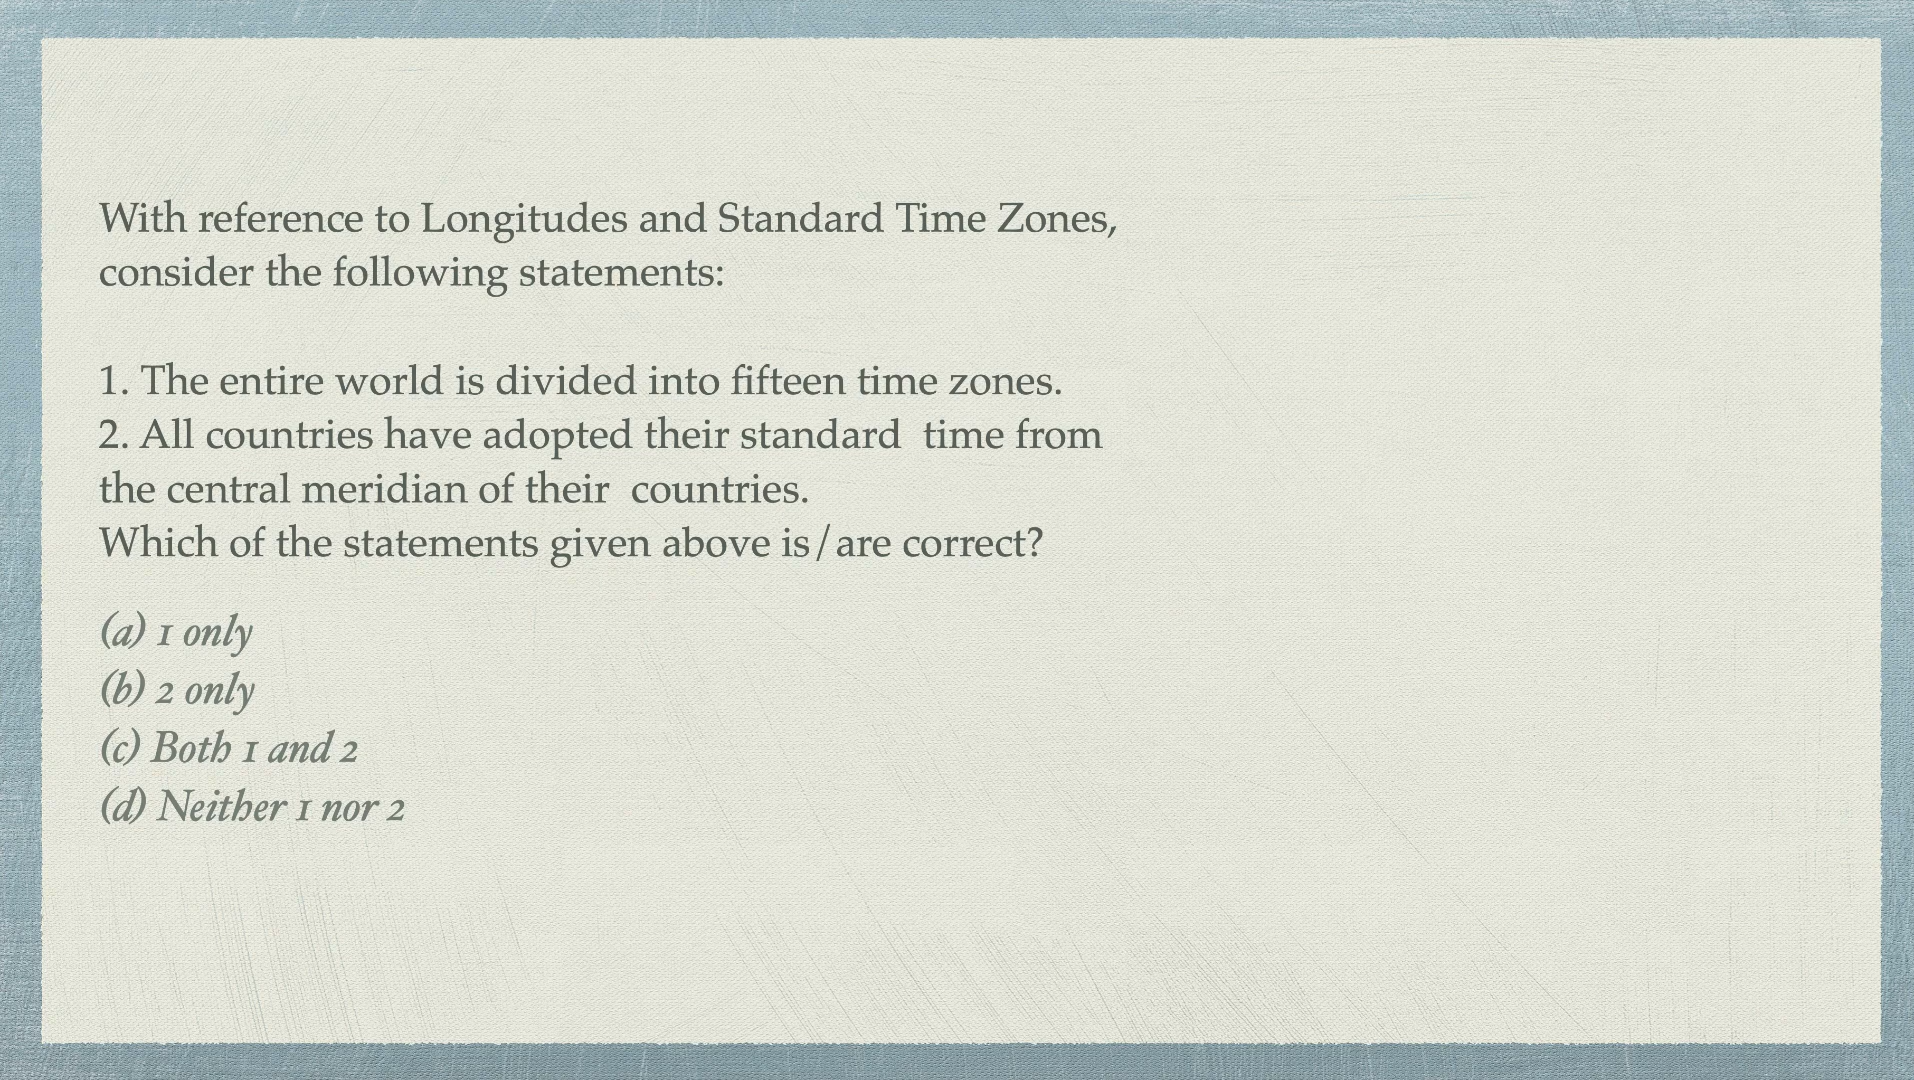 With reference to Longitudes and Standard Time Zones,
consider the following statements:
1. The entire world is divided into fifteen time zones.
2. All countries have adopted their standard  time from
the central meridian of their  countries.
Which of the statements given above is/are correct?
(a) 1 only
(b) 2 only
(c) Both 1 and 2
(d) Neither 1 nor 2